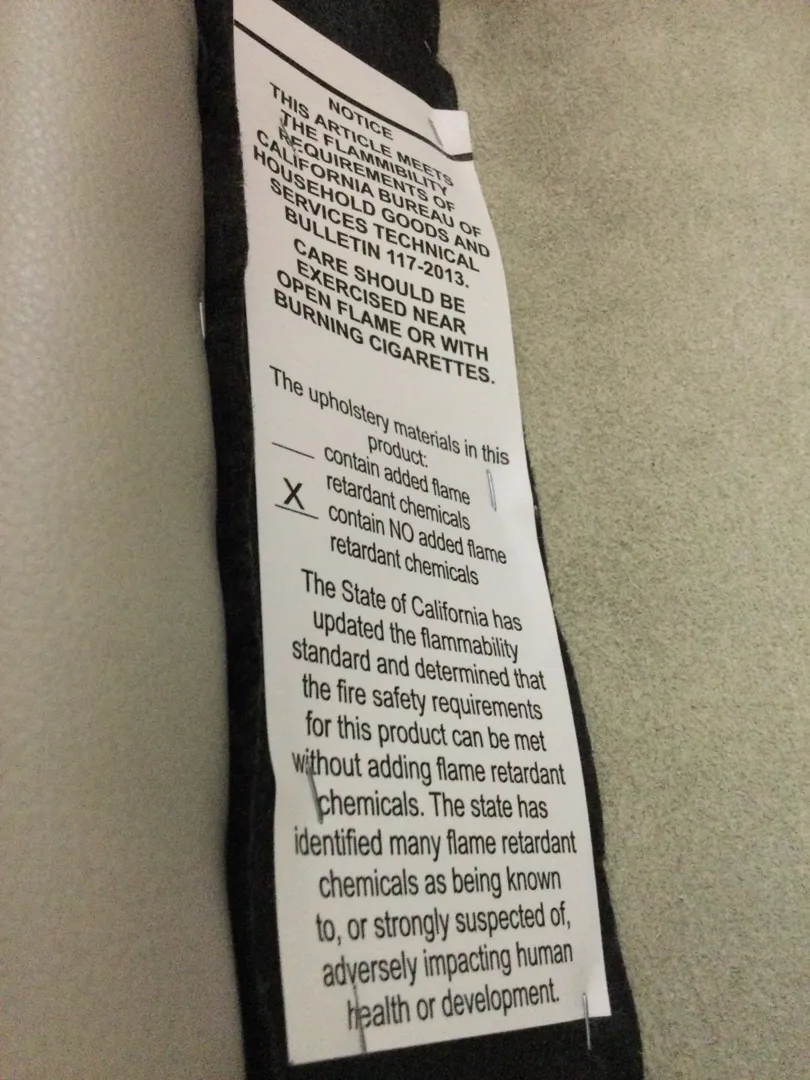 NOTICE
THIS ARTICLE MEETS
THE FLAMMIBILITY
REQUIREMENTS OF
CALIFORNIA BUREAU OF
HOUSEHOLD GOODS AND
SERVICES TECHNICAL
BULLETIN 117-2013.
CARE SHOULD BE
EXERCISED NEAR
OPEN FLAME OR WITH
BURNING CIGARETTES.
The upholstery materials in this
product:
___ contain added flame
retardant chemicals
X contain NO added flame
retardant chemicals
The State of California has
updated the flammability
standard and determined that
the fire safety requirements
for this product can be met
without adding flame retardant
chemicals. The state has
identified many flame retardant
chemicals as being known
to, or strongly suspected of,
adversely impacting human
health or development.